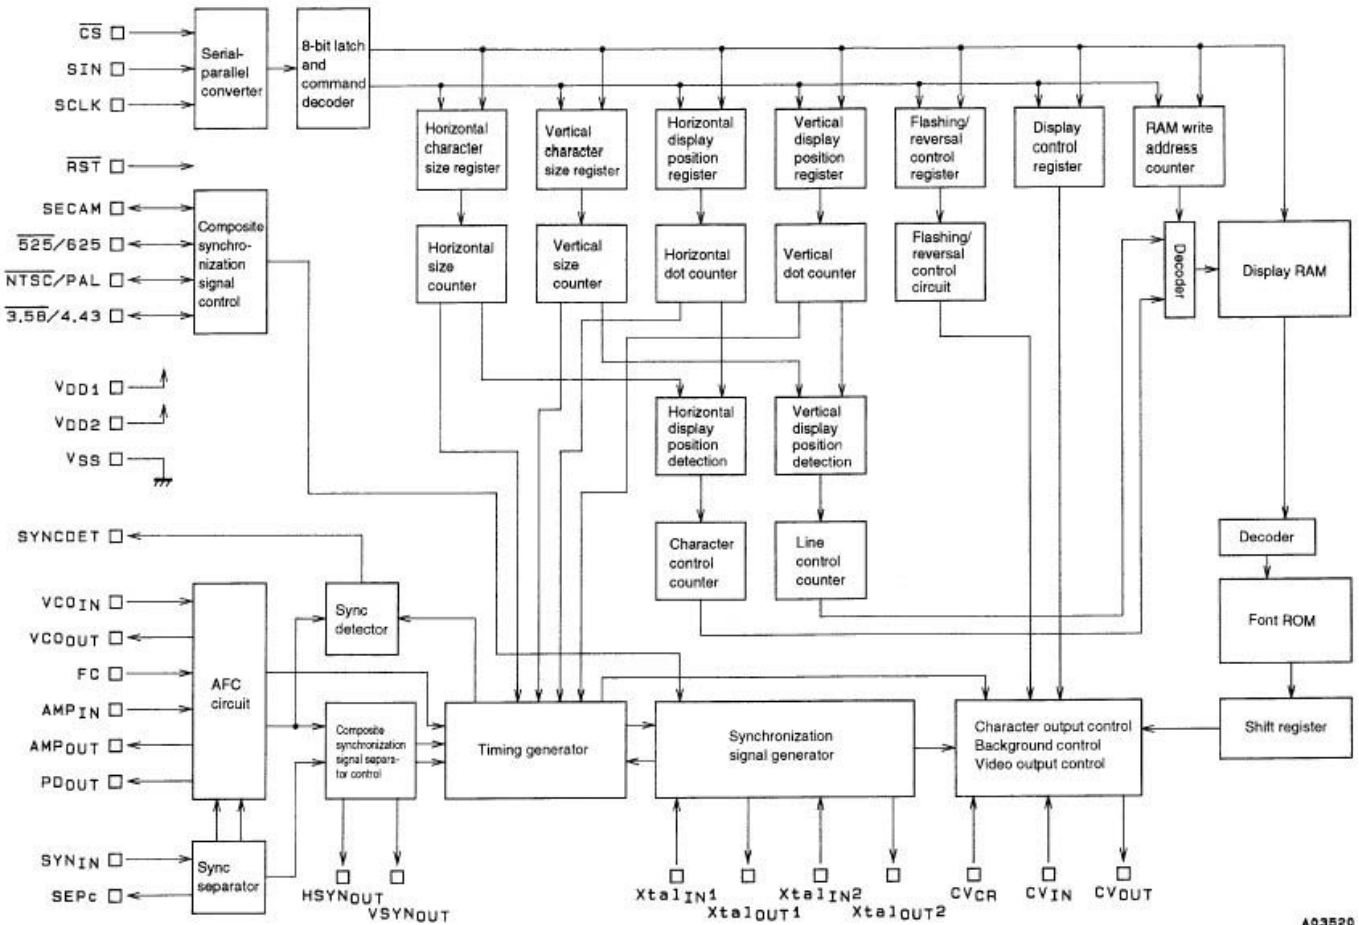 CS
SIN
SCLK
RST
SECAM
525/625
NTSC/PAL
3.58/4.43
VDD1
VDD2
VSS
SYNCDET
VCOIN
VCOOUT
FC
AMPIN
AMPOUT
PDOUT
SYNIN
SEPC
Serial-
parallel
converter
8-bit latch
and
command
decoder
Composite
synchro-
nization
signal
control
Horizontal
character
size register
Vertical
character
size register
Horizontal
display
position
register
Vertical
display
position
register
Flashing/
reversal
control
register
Display
control
register
RAM write
address
counter
Horizontal
size
counter
Vertical
size
counter
Horizontal
dot counter
Vertical
dot counter
Flashing/
reversal
control
circuit
Decoder
Display RAM
Horizontal
display
position
detection
Vertical
display
position
detection
Character
control
counter
Line
control
counter
Decoder
Font ROM
Shift register
Sync
detector
AFC
circuit
Composite
synchronization
signal separa-
tor control
Timing generator
Synchronization
signal generator
Character output control
Background control
Video output control
Sync
separator
HSYNOUT
VSYNOUT
XtalIN1
XtalOUT1
XtalIN2
XtalOUT2
CVCR
CVIN
CVOUT
A03520